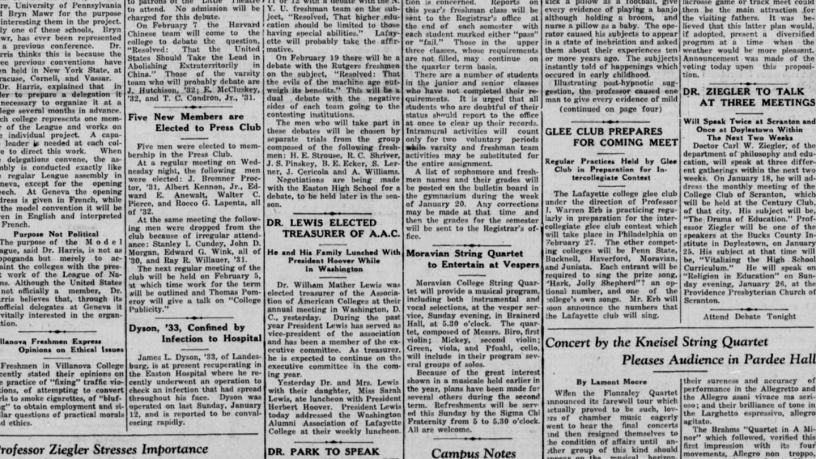 re, University of Pennsylvania
Bryn Mawr for the purpose
nteresting them in the project.
y one of these schools, Bryn
wr, has ever been represented
a previous conference. Dr.
rris thinks this is because the
ee previous conventions have
n held in New York State, at
racuse, Cornell, and Vassar.
Dr. Harris, explained that in
er to prepare a delegation it
necessary to organize it at a
lege several months in advance.
ch college represents one mem-
r of the League and works on
individual project. A capa-
leader is needed at each col-
e to direct this work. When
e delegations convene, the as-
mbly is conducted exactly like
regular League assembly in
neva, except for the opening
eech. At Geneva the opening
dress is given in French, while
the model convention it will be
en in English and interpreted
French.
Purpose Not Political
The purpose of the Model
ague, said Dr. Harris, is not as
opaganda but merely to ac-
aint the colleges with the pres-
t work of the League of Na-
ns. Although the United States
not officially a member, Dr.
rris believes that, through its
official delegates at Geneva it
vitally interested in the organ-
tion.
illanova Freshmen Express
Opinions on Ethical Issues
Freshmen in Villanova College
cently stated their opinions on
e practice of "fixing" traffic vio-
ions, of attempting to convert
rls to smoke cigarettes, of "bluf-
ng" to obtain employment and si-
lar questions of practical morals
d ethics.
rofessor Ziegler Stresses Importance
to patrons of the Little Theatre
to attend. No admission will be
charged for this debate.
On February 7 the Harvard
Chinese team will come to the
college to debate the question,
"Resolved: That the United
States Should Take the Lead in
Abolishing Extraterritority in
China." Those of the varsity
team who will probably debate are
J. Hutchison, '32; E. McCluskey,
'32, and T. C. Condron, Jr., '31.
Five New Members are
Elected to Press Club
Five men were elected to mem-
bership in the Press Club.
At a regular meeting on Wed-
nesday night, the following men
were elected: J. Bremner Proc-
tor, '31, Albert Kennan, Jr., Ed-
ward E. Anewalt, Walter C.
Pierce, and Rocco G. Lapenta, all
of '32.
At the same meeting the follow-
ing men were dropped from the
club because of irregular attend-
ance: Stanley I. Cundey, John D.
Morgan, Edward G. Wink, all of
'30, and Ray R. Willauer, '31.
The next regular meeting of the
club will be held on February 5,
at which time work for the term
will be outlined and Thomas Pom-
eroy will give a talk on "College
Publicity."
Dyson, '33, Confined by
Infection to Hospital
James L. Dyson, '33, of Landes-
burg, is at present recuperating in
the Easton Hospital where he re-
cently underwent an operation to
check an infection that had spread
throughout his face. Dyson was
operated on last Sunday, January
12, and is reported to be conval-
escing rapidly.
11 or 12 with a debate with the N.
Y. U. freshman team on the sub-
ject, "Resolved, That higher edu-
cation should be limited to those
having special abilities." Lafay-
ette will probably take the affir-
mative.
On February 19 there will be a
debate with the Rutgers freshmen
on the subject, "Resolved: That
the evils of the machine age out-
weigh its benefits." This will be a
dual debate with the negative
sides of each team going to the
contesting institutions.
The men who will take part in
these debates will be chosen by
separate trials from the group
composed of the following fresh-
men: H. E. Strouse, R. C. Shriver,
J. S. Pinskey, B. E. Ecker, S. Ler-
ner, J. Cericola and A. Williams.
Negotiations are being made
with the Easton High School for a
debate, to be held later in the sea-
son.
DR. LEWIS ELECTED
TREASURER OF A.A.C.
He and His Family Lunched With
President Hoover While
In Washington
Dr. William Mather Lewis was
elected treasurer of the Associa-
tion of American Colleges at their
annual meeting in Washington, D.
C., yesterday. During the past
year President Lewis has served as
vice-president of the association
and has been a member of the ex-
ecutive committee. As treasurer,
he is expected to continue on the
executive committee in the com-
ing year.
Yesterday Dr. and Mrs. Lewis
with their daughter, Miss Sarah
Lewis, ate luncheon with President
Herbert Hoover. President Lewis
today addressed the Washington
Alumni Association of Lafayette
College at their weekly luncheon.
DR. PARK TO SPEAK
tion is concerned. Reports on
this year's freshman class will be
sent to the Registrar's office at
the end of each semester with
each student marked either "pass"
or "fail." Those in the upper
three classes, whose requirements
are not filled, may continue on
the quarter term basis.
There are a number of students
in the junior and senior classes
who have not completed their re-
quirements. It is urged that all
students who are doubtful of their
status should report to the office
at once to clear up their records.
Intramural activities will count
only for two voluntary periods
while varsity and freshman team
activities may be substituted for
the entire assignment.
A list of sophomore and fresh-
men names and their grades will
be posted on the bulletin board in
the gymnasium during the week
of January 20. Any corrections
may be made at that time and
then the grades for the semester
will be sent to the Registrar's of-
fice.
Moravian String Quartet
to Entertain at Vespers
Moravian College String Quar-
tet will provide a musical program,
including both instrumental and
vocal selections, at the vesper ser-
vice, Sunday evening, in Brainerd
Hall, at 5.30 o'clock. The quar-
tet, composed of Messrs. Biro, first
violin; Mickey, second violin;
Green, viola, and Pfoahl, cello,
will include in their program sev-
eral groups of solos.
Because of the great interest
shown in a musicale held earlier in
the year, plans have been made for
several others during the second
term. Refreshments will be serv-
ed this Sunday by the Sigma Chi
Fraternity from 5 to 5.30 o'clock.
All are welcome.
Campus Notes
kick a pillow as a football, give
every evidence of playing a banjo
although holding a broom, and
nurse a pillow as a baby. The ope-
rator caused his subjects to appear
in a state of inebriation and asked
them about their experiences ten
or more years ago. The subjects
instantly told of happenings which
occured in early childhood.
Illustrating post-hypnotic sug-
gestion, the professor caused one
man to give every evidence of mild
(continued on page four)
GLEE CLUB PREPARES
FOR COMING MEET
Regular Practices Held by Glee
Club in Preparation for In-
tercollegiate Contest
The Lafayette college glee club
under the direction of Professor
J. Warren Erb is practicing regu-
larly in preparation for the inter-
collegiate glee club contest which
will take place in Philadelphia on
February 27. The other compet-
ing colleges will be Penn State,
Bucknell, Haverford, Moravian,
and Juniata. Each entrant will be
required to sing the prize song,
"Hark, Jolly Shepherd"; an op-
tional number, and one of the
college's own songs. Mr. Erb will
soon announce the numbers that
the Lafayette club will sing.
lacrosse game or track meet could
then be the main attraction for
the visiting fathers. It was be-
lieved that this latter plan would,
if adopted, present a diversified
program at a time when the
weather would be more pleasant.
Announcement was made of the
voting today upon this proposi-
tion.
DR. ZIEGLER TO TALK
AT THREE MEETINGS
Will Speak Twice at Scranton and
Once at Doylestown Within
The Next Two Weeks
Doctor Carl W. Ziegler, of the
department of philosophy and edu-
cation, will speak at three differ-
ent gatherings within the next two
weeks. On January 18, he will ad-
dress the monthly meeting of the
College Club of Scranton, which
will be held at the Century Club,
of that city. His subject will be,
"The Drama of Education." Prof-
essor Ziegler will be one of the
speakers at the Bucks County In-
stitute in Doylestown, on January
25. His subject at that time will
be, "Vitalizing the High School
Curriculum." He will speak on
"Religion in Education" on Sun-
day evening, January 26, at the
Providence Presbyterian Church of
Scranton.
Attend Debate Tonight
Concert by the Kneisel String Quartet
Pleases Audience in Pardee Hall
By Lamont Moore
When the Flonzaley Quartet
announced its farewell tour which
actually proved to be such, lov-
ers of chamber music eagerly
went to hear the final concerts
and then resigned themselves to
the condition of affairs until an-
other group of this kind should
appear on the musical horizon.
their sureness and accuracy of
performance in the Allegretto and
the Allegro assai vivace ma seri-
oso; and their brilliance of tone in
the Larghetto espressivo, allegro
agitato.
The Brahms "Quartet in A Mi-
nor" which followed, verified this
first impression with its four
movements, Allegro non troppo,